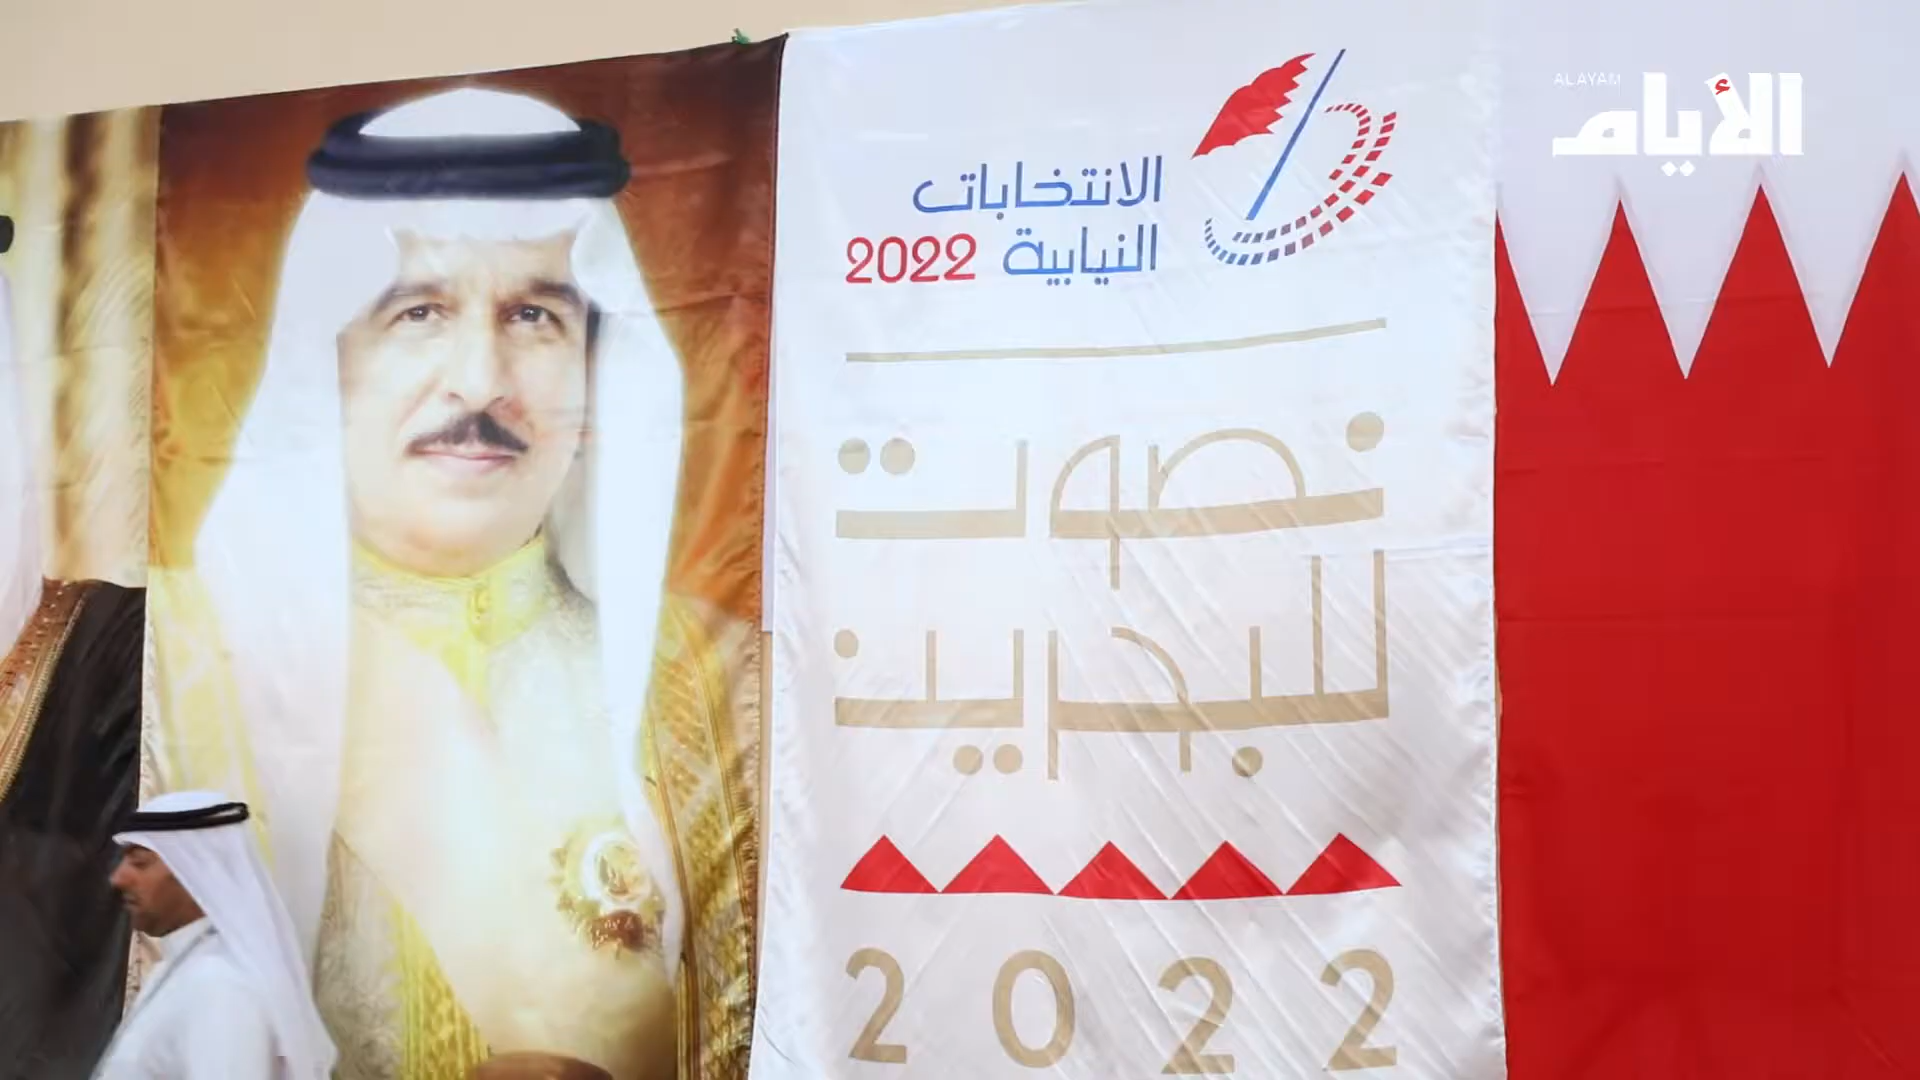 ALAYAM
الأيام
الانتخابات
النيابية 2022
نصوت
للبحرين
2022